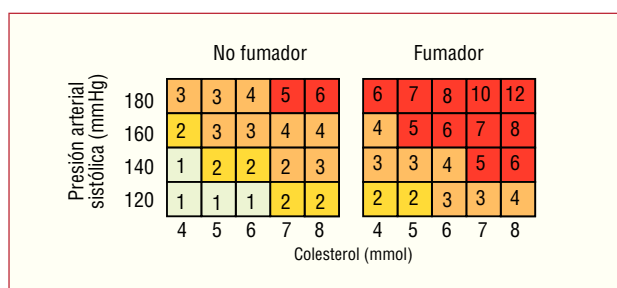 No fumador Fumador
Presión arterial
sistólica (mmHg)
180 3 3 4 5 6 6 7 8 10 12
160 2 3 3 4 4 4 5 6 7 8
140 1 2 2 2 3 3 3 4 5 6
120 1 1 1 2 2 2 2 3 3 4
4 5 6 7 8 4 5 6 7 8
Colesterol (mmol)